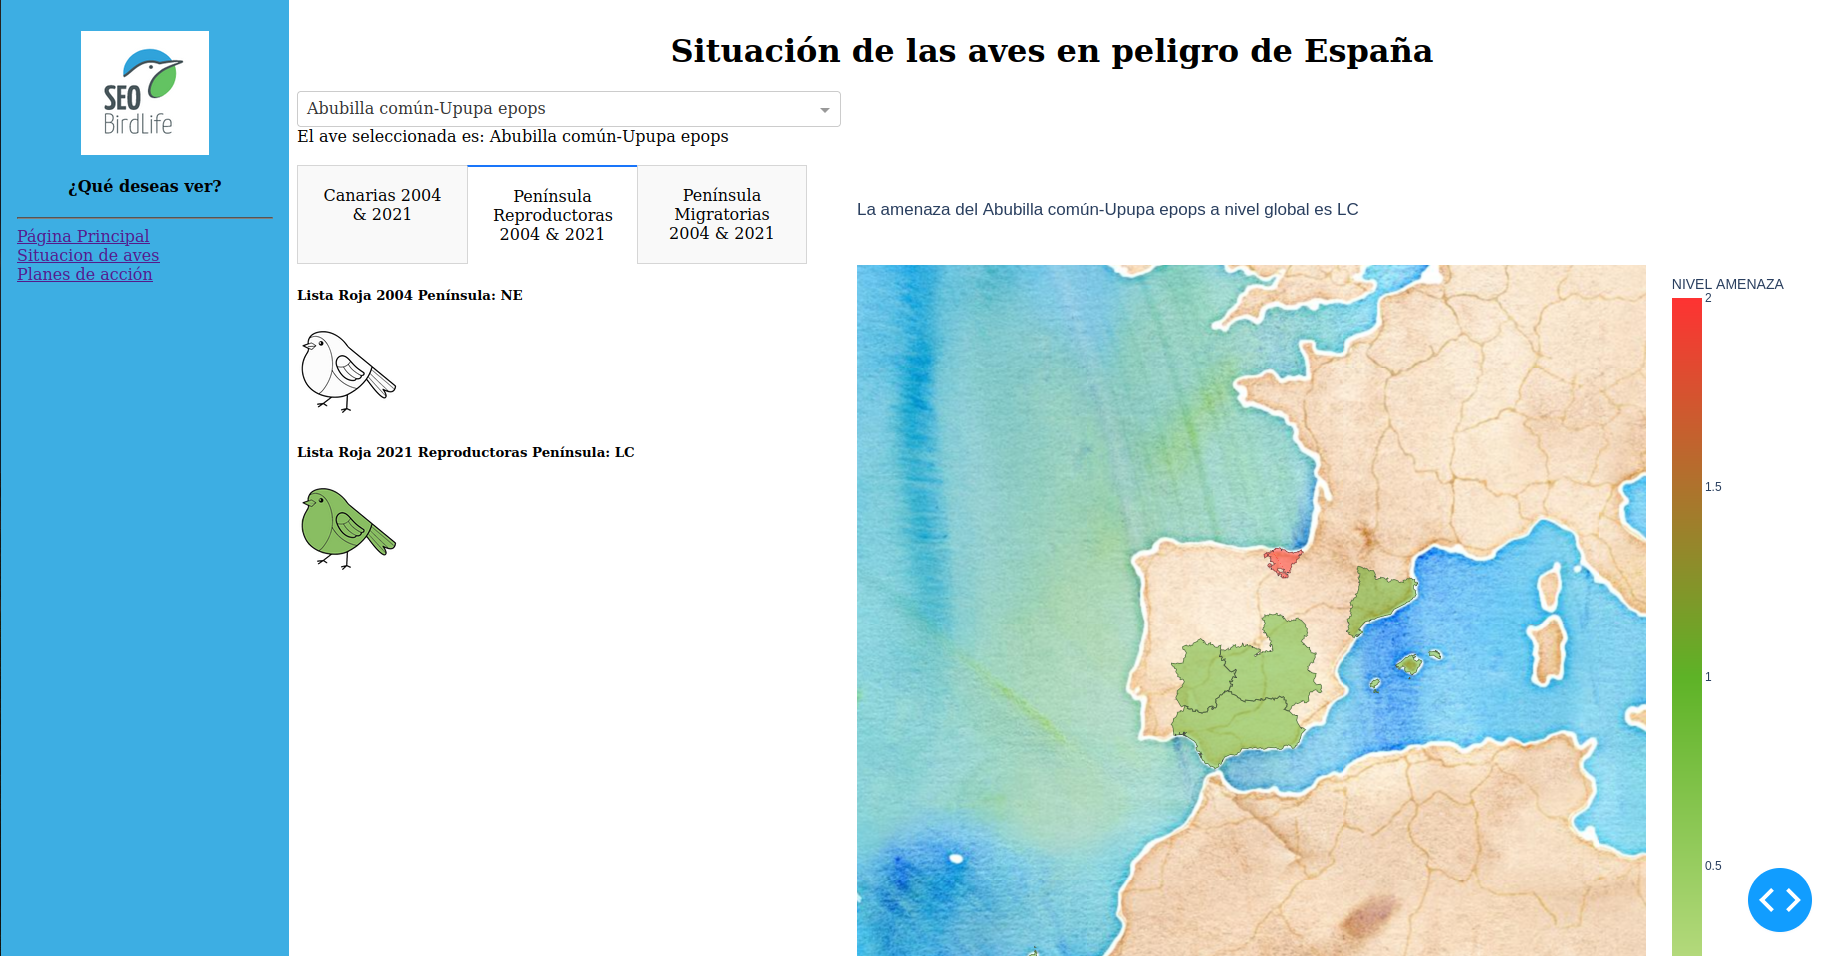 SEO
BirdLife
¿Qué deseas ver?
Página Principal
Situacion de aves
Planes de acción
Situación de las aves en peligro de España
Abubilla común-Upupa epops
El ave seleccionada es: Abubilla común-Upupa epops
Canarias 2004
& 2021
Península
Reproductoras
2004 & 2021
Península
Migratorias
2004 & 2021
Lista Roja 2004 Península: NE
Lista Roja 2021 Reproductoras Península: LC
La amenaza del Abubilla común-Upupa epops a nivel global es LC
NIVEL AMENAZA
2
1.5
1
0.5